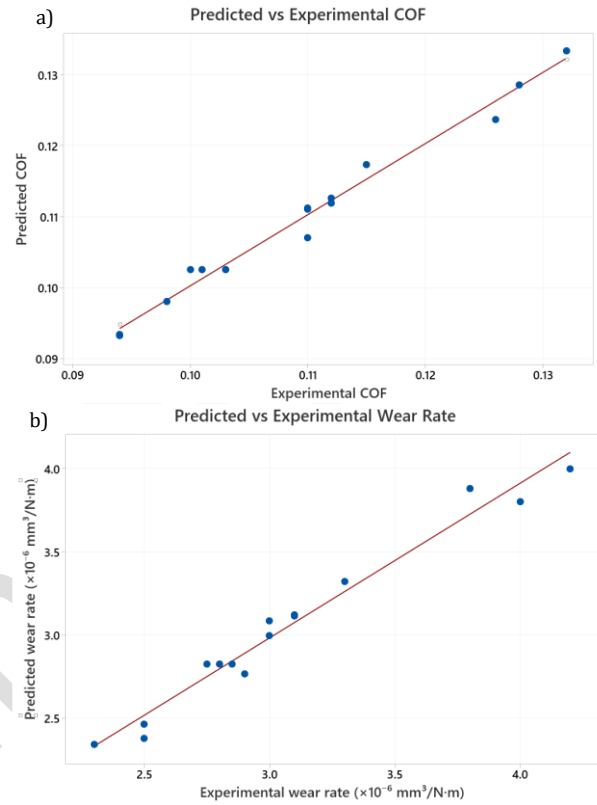 a)
Predicted vs Experimental COF
Predicted COF
0.13
0.12
0.11
0.10
0.09
0.09 0.10 0.11 0.12 0.13
Experimental COF
b)
Predicted vs Experimental Wear Rate
Predicted wear rate (×10⁻⁶ mm³/N·m)
4.0
3.5
3.0
2.5
2.5 3.0 3.5 4.0
Experimental wear rate (×10⁻⁶ mm³/N·m)